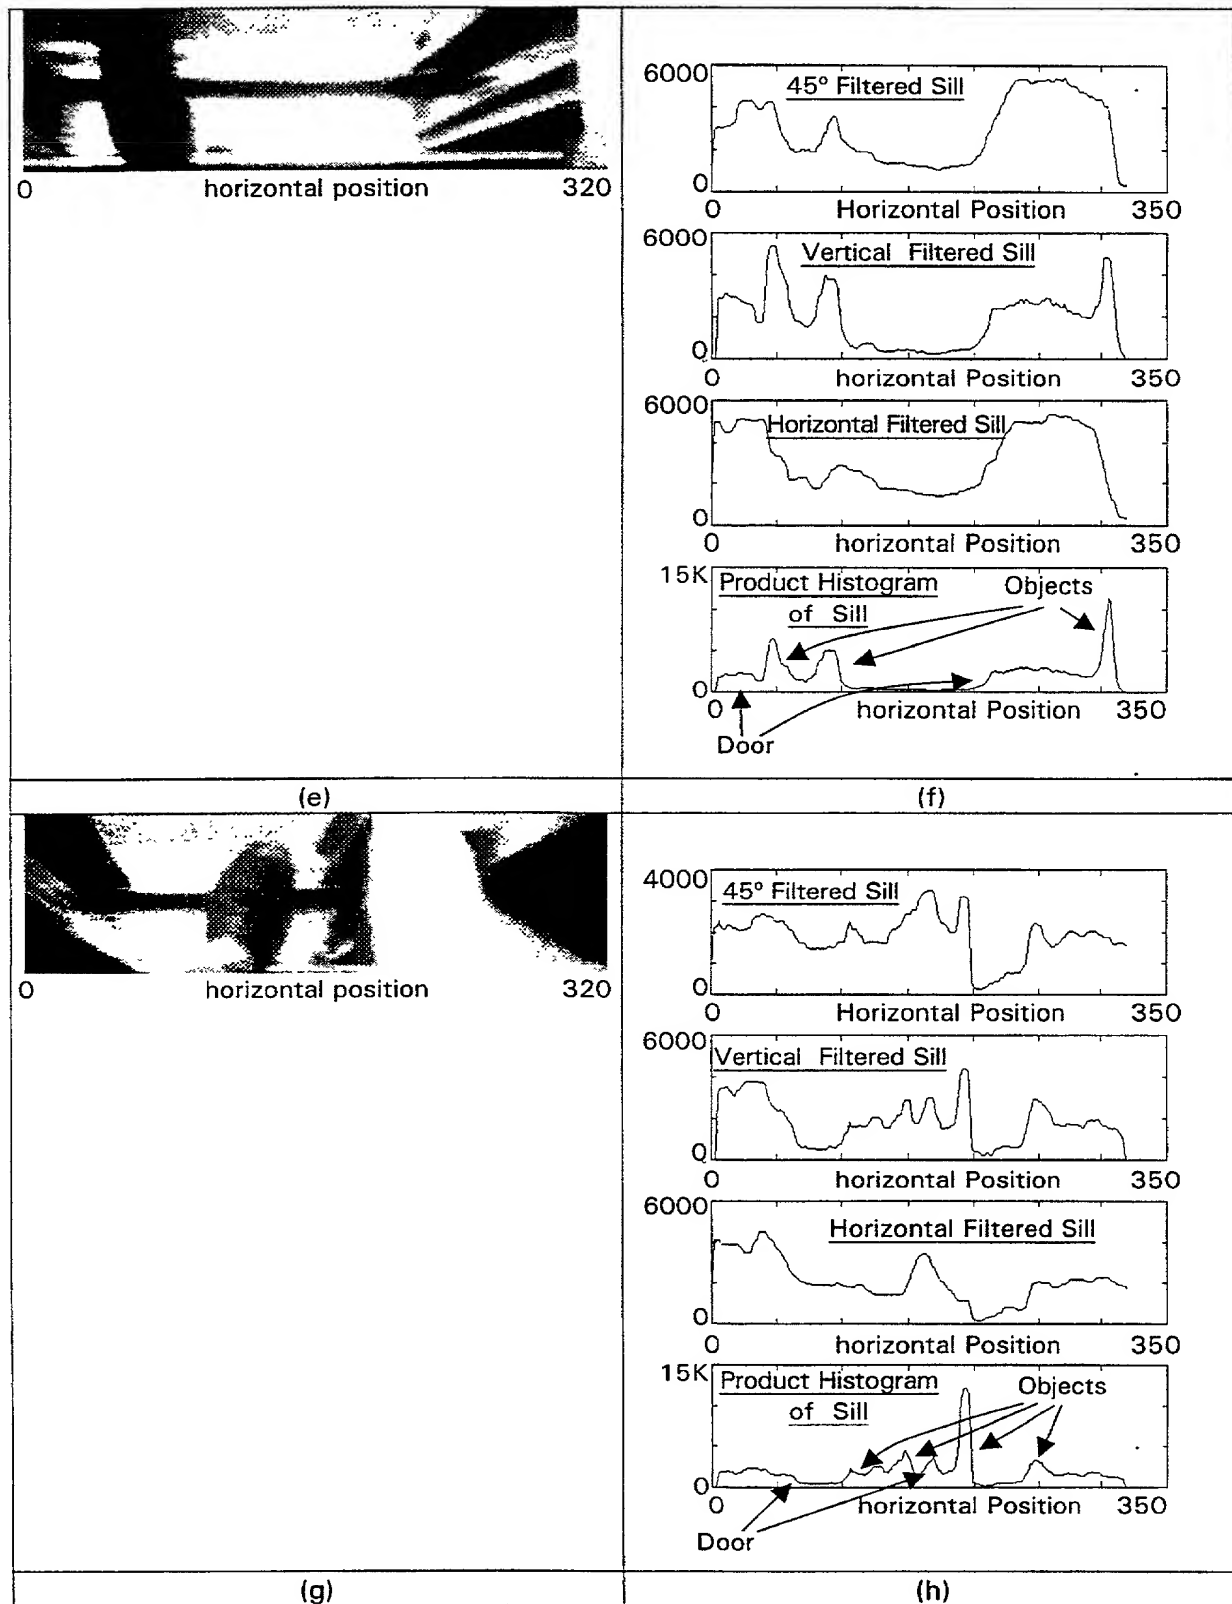 0 horizontal position 320
6000
45° Filtered Sill
0
0 Horizontal Position 350
6000
Vertical Filtered Sill
0
0 horizontal Position 350
6000
Horizontal Filtered Sill
0
0 horizontal Position 350
15K
Product Histogram of Sill
Objects
0
0 horizontal Position 350
Door
(e) (f)
0 horizontal position 320
4000
45° Filtered Sill
0
0 Horizontal Position 350
6000
Vertical Filtered Sill
0
0 horizontal Position 350
6000
Horizontal Filtered Sill
0
0 horizontal Position 350
15K
Product Histogram of Sill
Objects
0
0 horizontal Position 350
Door
(g) (h)